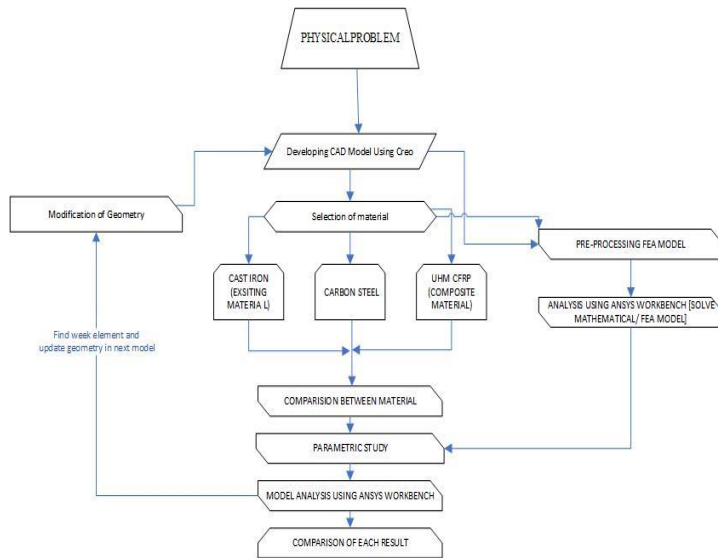 PHYSICALPROBLEM
Developing CAD Model Using Creo
Modification of Geometry
Selection of material
PRE-PROCESSING FEA MODEL
CAST IRON
(EXSITING
MATERIA L)
CARBON STEEL
UHM CFRP
(COMPOSITE
MATERIAL)
ANALYSIS USING ANSYS WORKBENCH [SOLVE
MATHEMATICAL/ FEA MODEL]
Find week element and
update geometry in next model
COMPARISION BETWEEN MATERIAL
PARAMETRIC STUDY
MODEL ANALYSIS USING ANSYS WORKBENCH
COMPARISON OF EACH RESULT